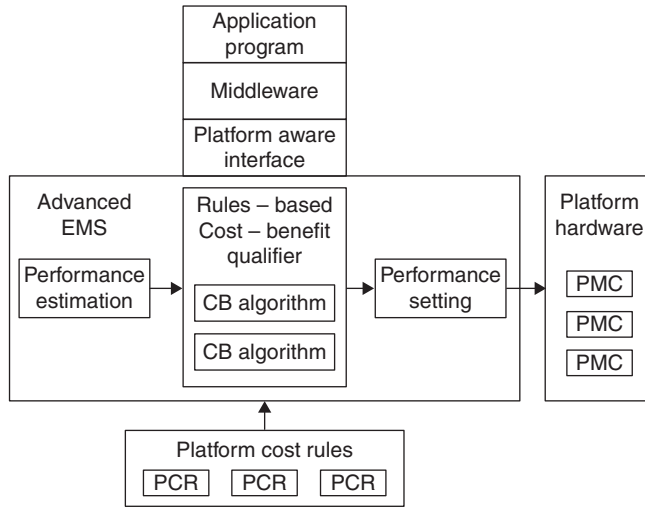 Application
program
Middleware
Platform aware
interface
Advanced
EMS
Performance
estimation
Rules – based
Cost – benefit
qualifier
CB algorithm
CB algorithm
Performance
setting
Platform
hardware
PMC
PMC
PMC
Platform cost rules
PCR
PCR
PCR